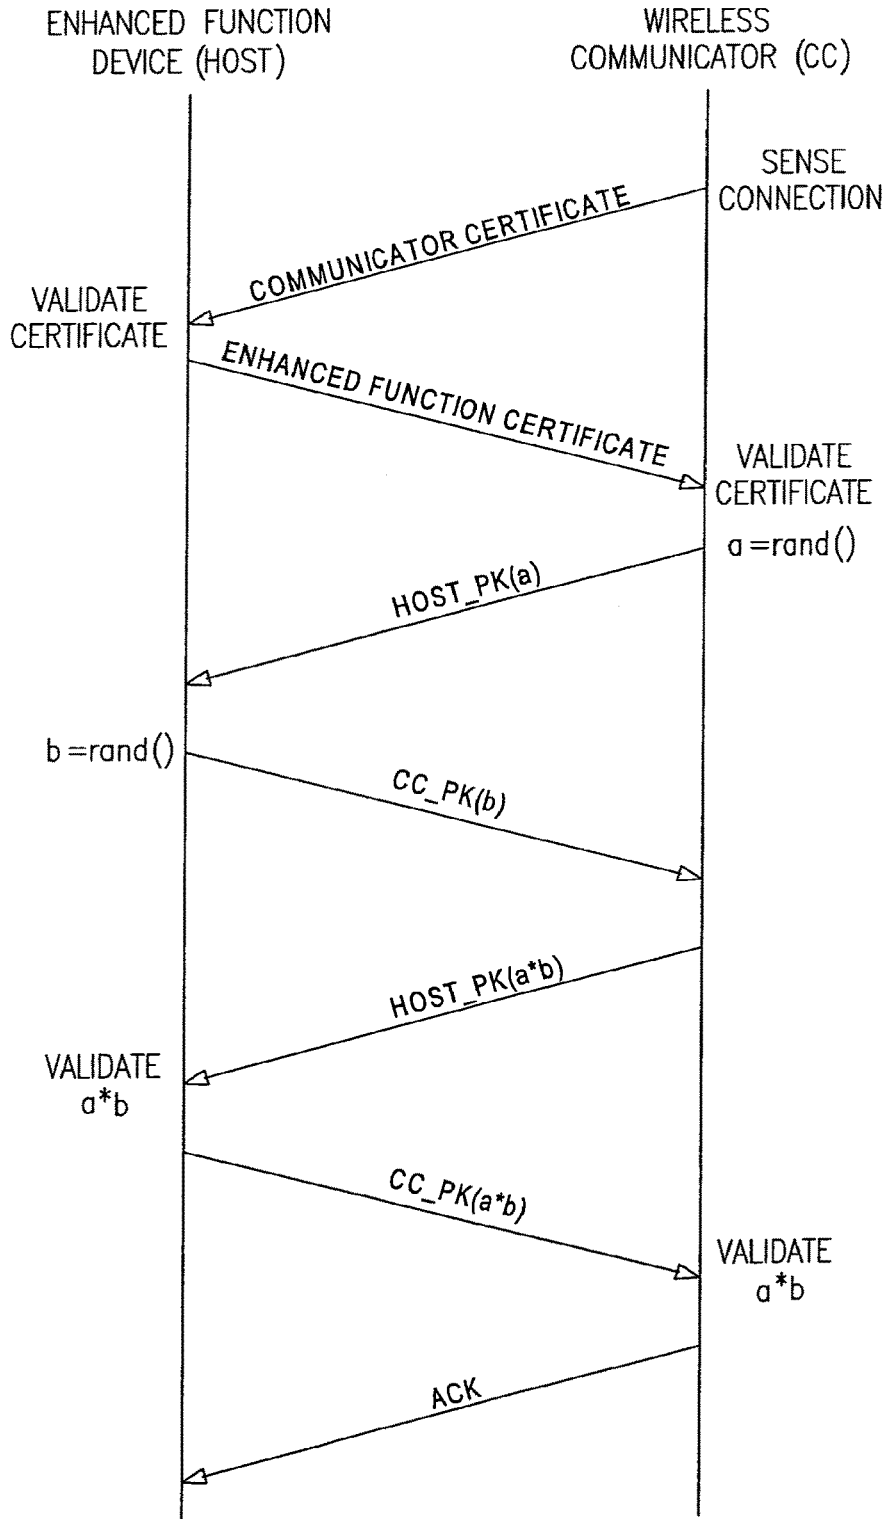 ENHANCED FUNCTION
DEVICE (HOST)
WIRELESS
COMMUNICATOR (CC)
SENSE
CONNECTION
COMMUNICATOR CERTIFICATE
VALIDATE
CERTIFICATE
ENHANCED FUNCTION CERTIFICATE
VALIDATE
CERTIFICATE
a=rand()
HOST_PK(a)
b=rand()
CC_PK(b)
HOST_PK(a*b)
VALIDATE
a*b
CC_PK(a*b)
VALIDATE
a*b
ACK